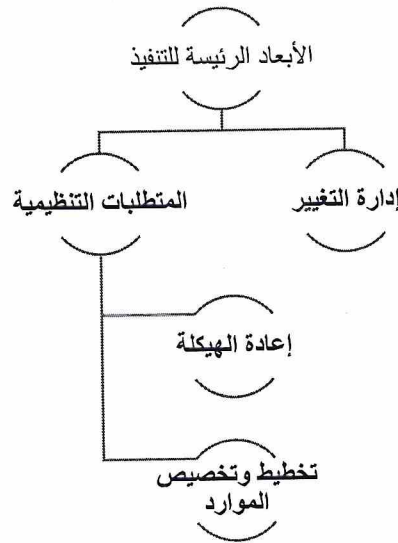 الأبعاد الرئيسة للتنفيذ
إدارة التغيير
المتطلبات التنظيمية
إعادة الهيكلة
تخطيط وتخصيص
الموارد